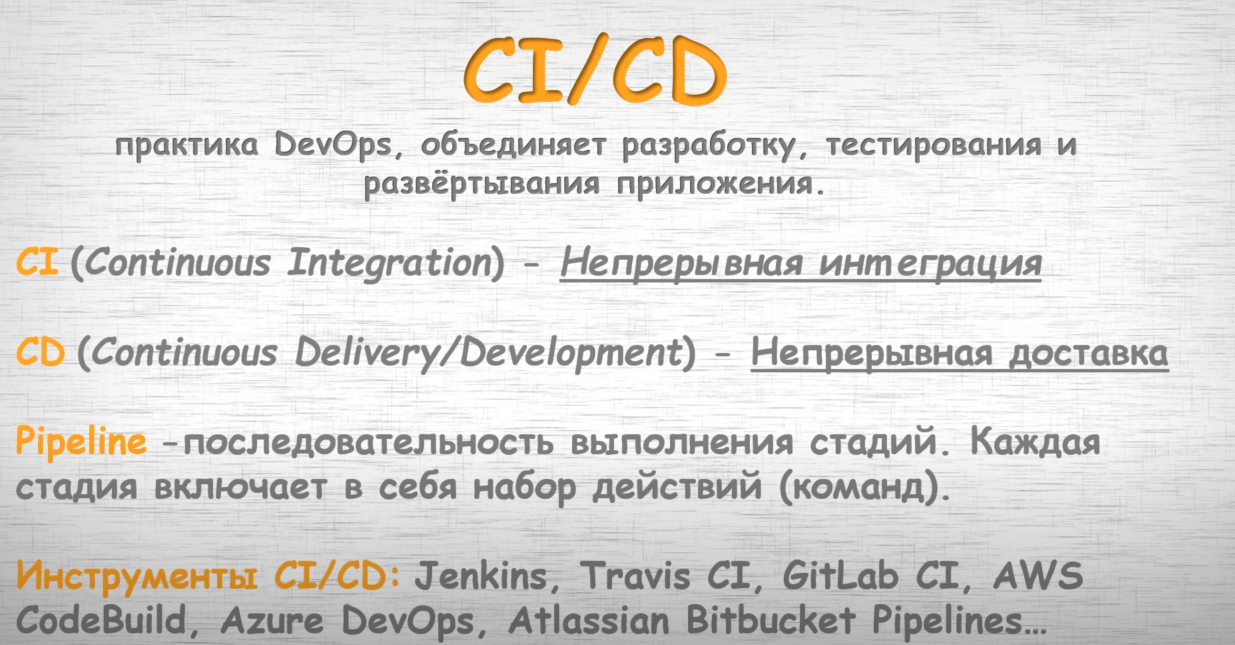 CI/CD
практика DevOps, объединяет разработку, тестирования и
развёртывания приложения.
CI (Continuous Integration) - Непрерывная интеграция
CD (Continuous Delivery/Development) - Непрерывная доставка
Pipeline -последовательность выполнения стадий. Каждая
стадия включает в себя набор действий (команд).
Инструменты CI/CD: Jenkins, Travis CI, GitLab CI, AWS
CodeBuild, Azure DevOps, Atlassian Bitbucket Pipelines…